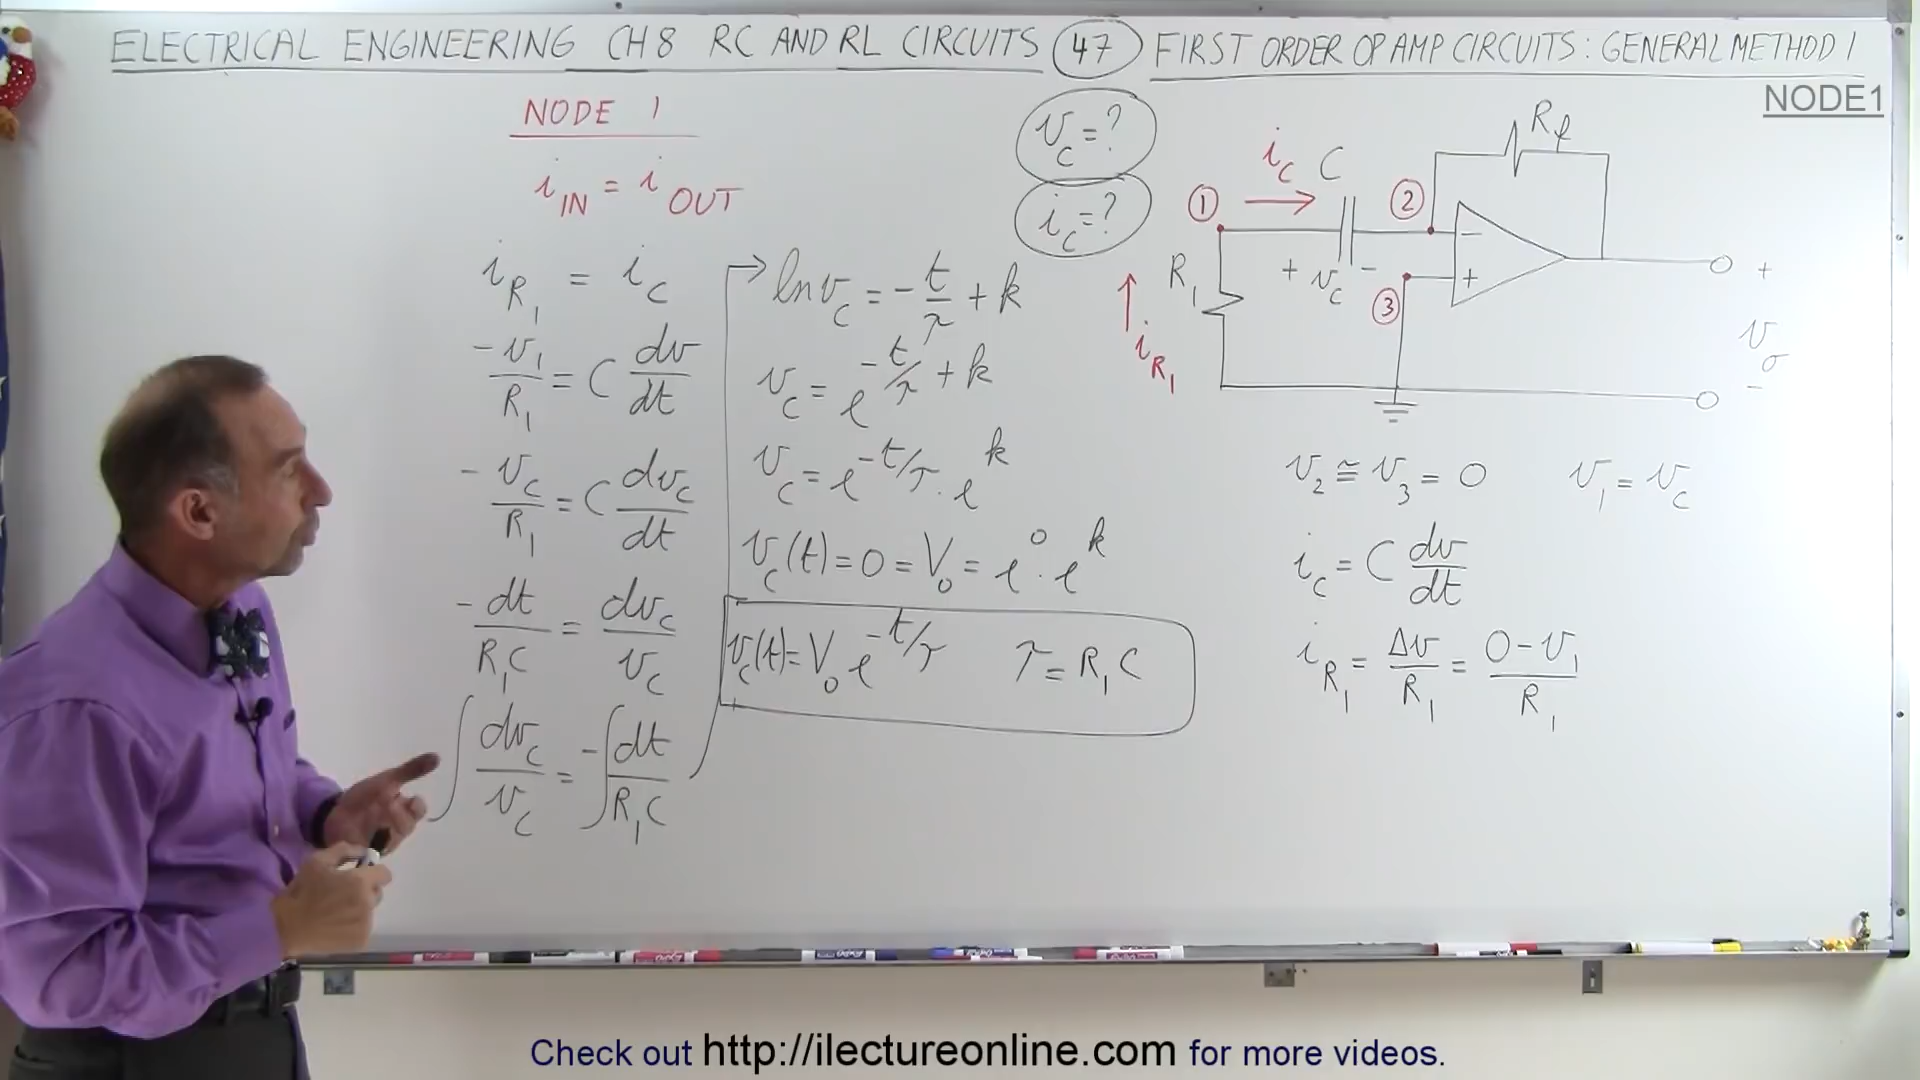 ELECTRICAL ENGINEERING CH 8 RC AND RL CIRCUITS 47 FIRST ORDER OP AMP CIRCUITS: GENERAL METHOD 1
NODE1
NODE 1
i_IN = i_OUT
i_R1 = i_C
-v_1/R_1 = C dv/dt
-v_C/R_1 = C dv_C/dt
-dt/R_1C = dv_C/v_C
∫ dv_C/v_C = -∫ dt/R_1C
ln v_C = -t/τ + k
v_C = e^(-t/τ + k)
v_C = e^(-t/τ) · e^k
v_C(t) = 0 = V_0 = e^0 · e^k
v_C(t) = V_0 e^(-t/τ) τ = R_1 C
v_C = ?
i_C = ?
R_f
i_C C
1 2
R_1 + v_C - 3
- +
i_R1
+ v_o -
v_2 ≅ v_3 = 0 v_1 = v_C
i_C = C dv/dt
i_R1 = Δv/R_1 = 0 - v_1/R_1
Check out http://ilectureonline.com for more videos.